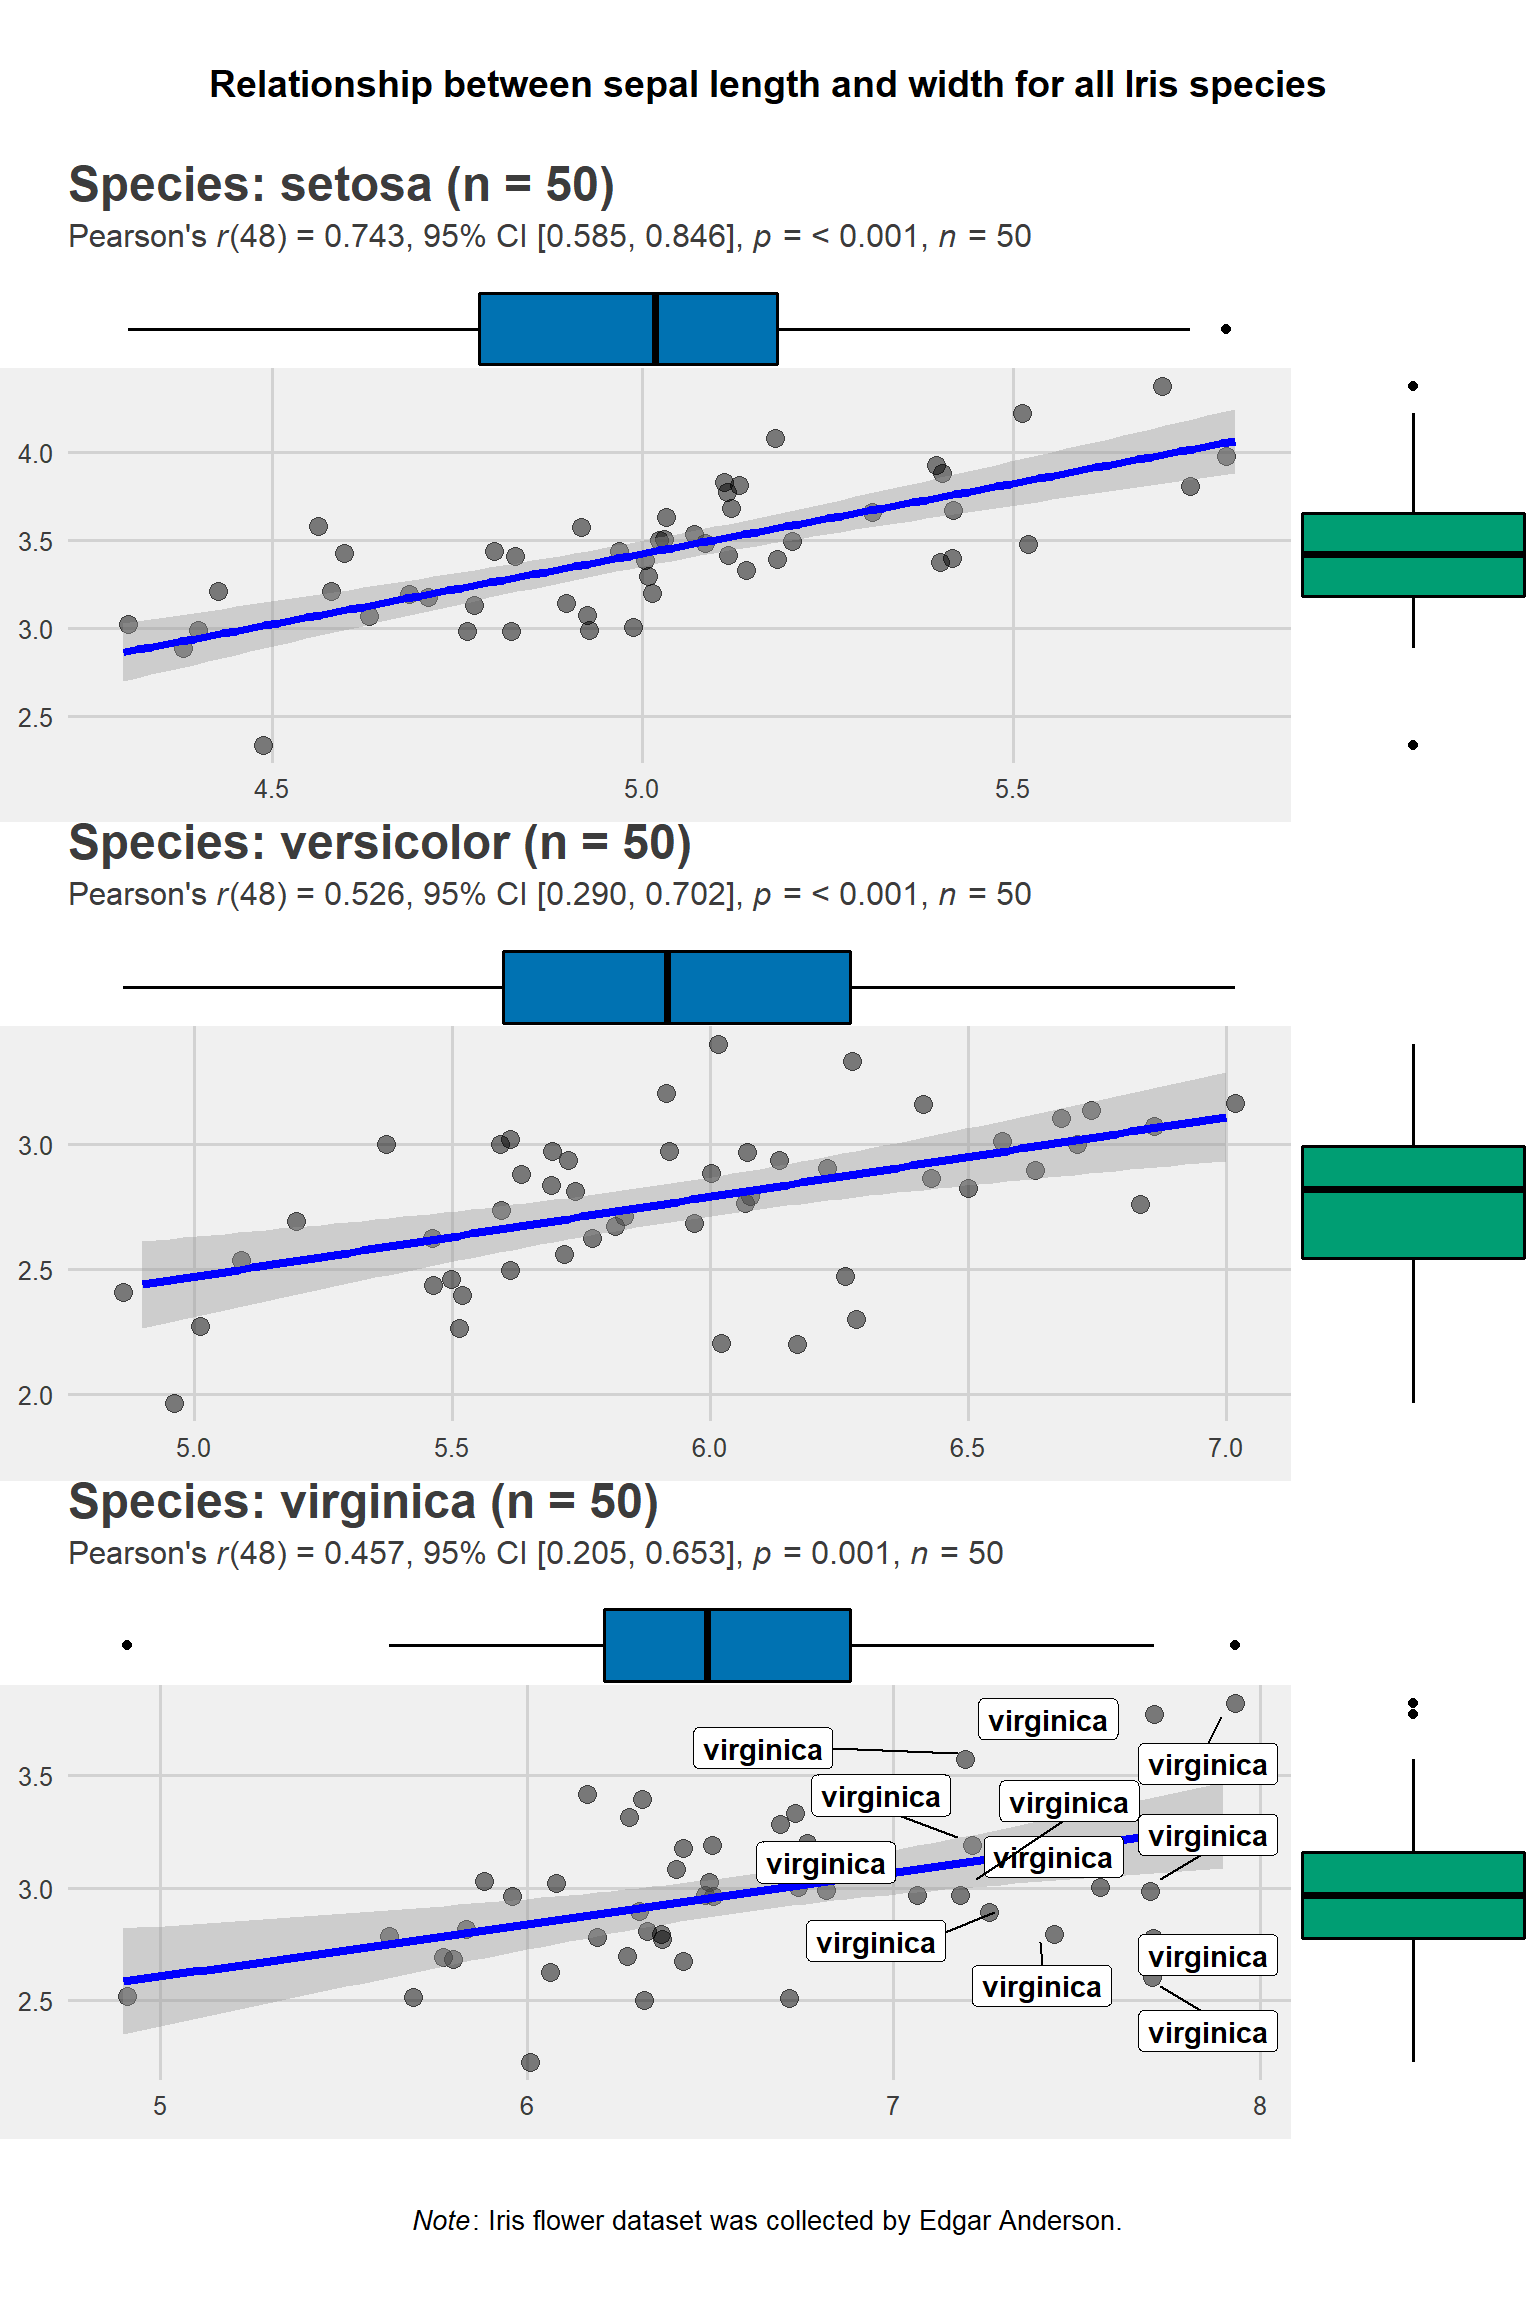 Relationship between sepal length and width for all Iris species
Species: setosa (n = 50)
Pearson's r(48) = 0.743, 95% CI [0.585, 0.846], p = < 0.001, n = 50
4.0
3.5
3.0
2.5
4.5 5.0 5.5
Species: versicolor (n = 50)
Pearson's r(48) = 0.526, 95% CI [0.290, 0.702], p = < 0.001, n = 50
3.0
2.5
2.0
5.0 5.5 6.0 6.5 7.0
Species: virginica (n = 50)
Pearson's r(48) = 0.457, 95% CI [0.205, 0.653], p = 0.001, n = 50
virginica
virginica
virginica
3.5
virginica
virginica
virginica
virginica
virginica
3.0
virginica
virginica
virginica
2.5
virginica
5 6 7 8
Note: Iris flower dataset was collected by Edgar Anderson.